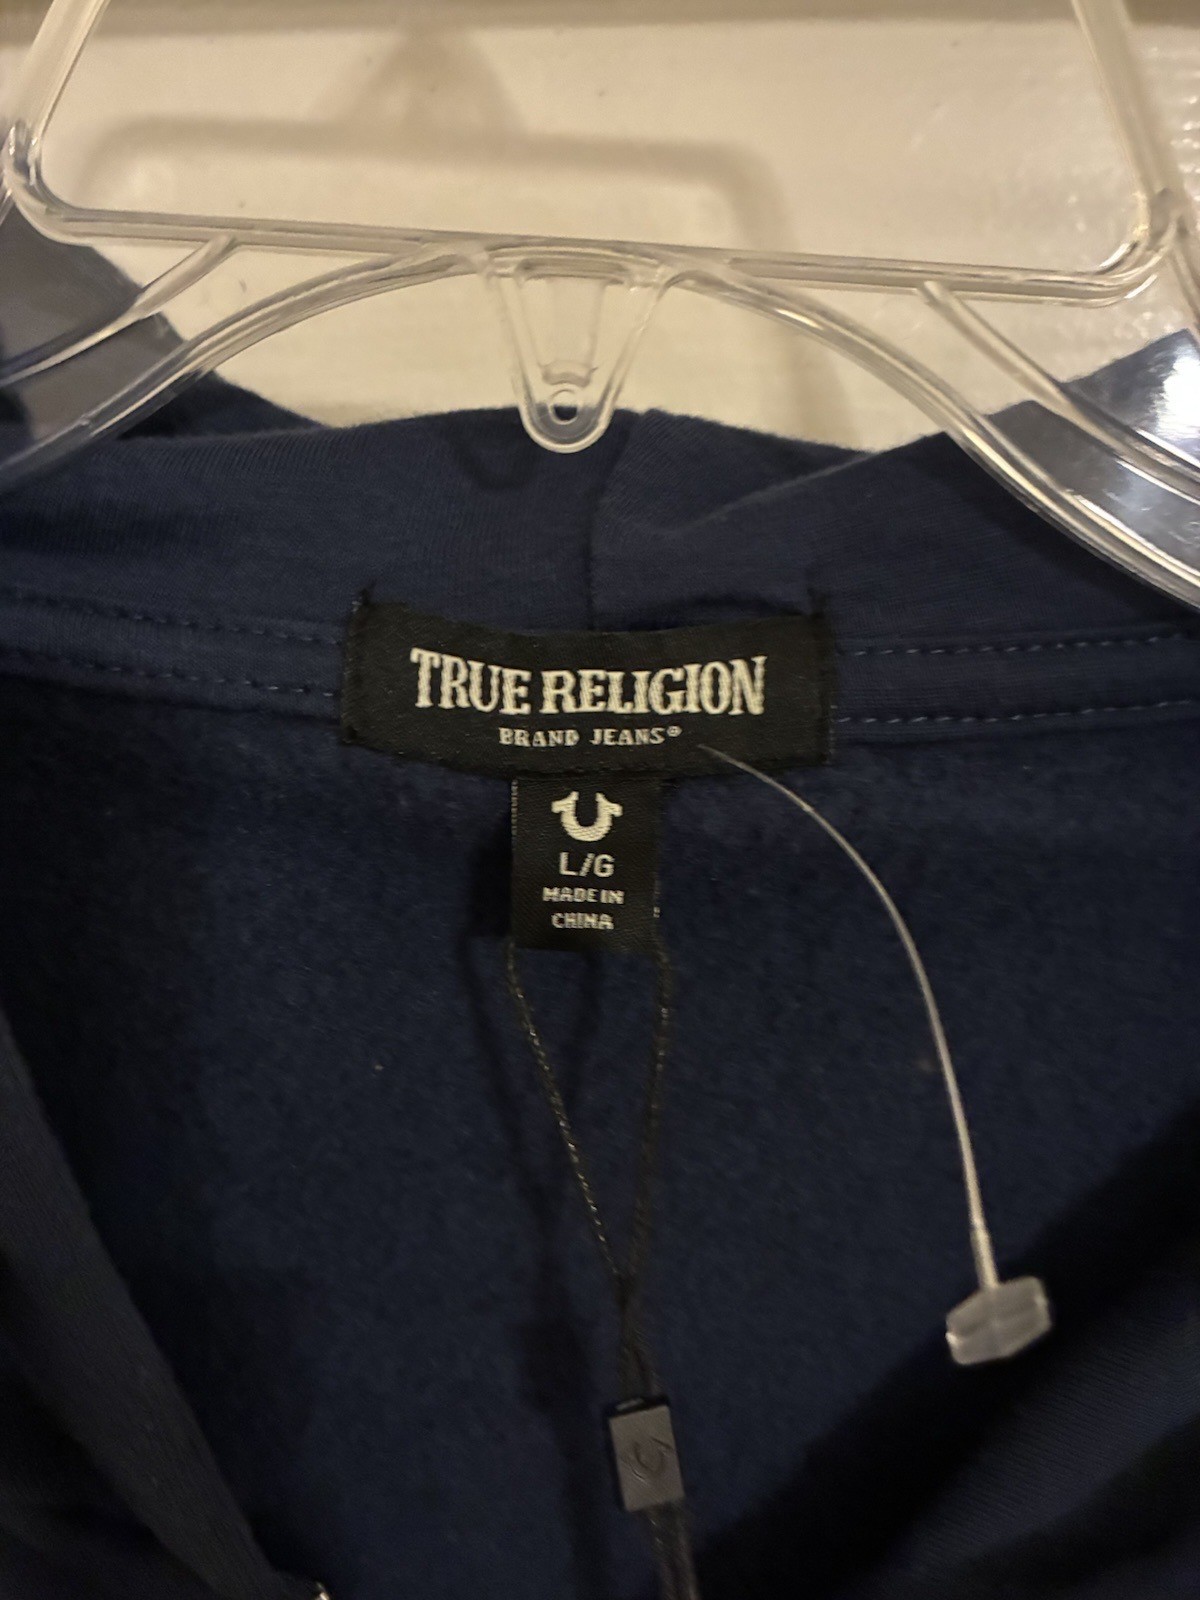 TRUE RELIGION
BRAND JEANS®
L/G
MADE IN
CHINA